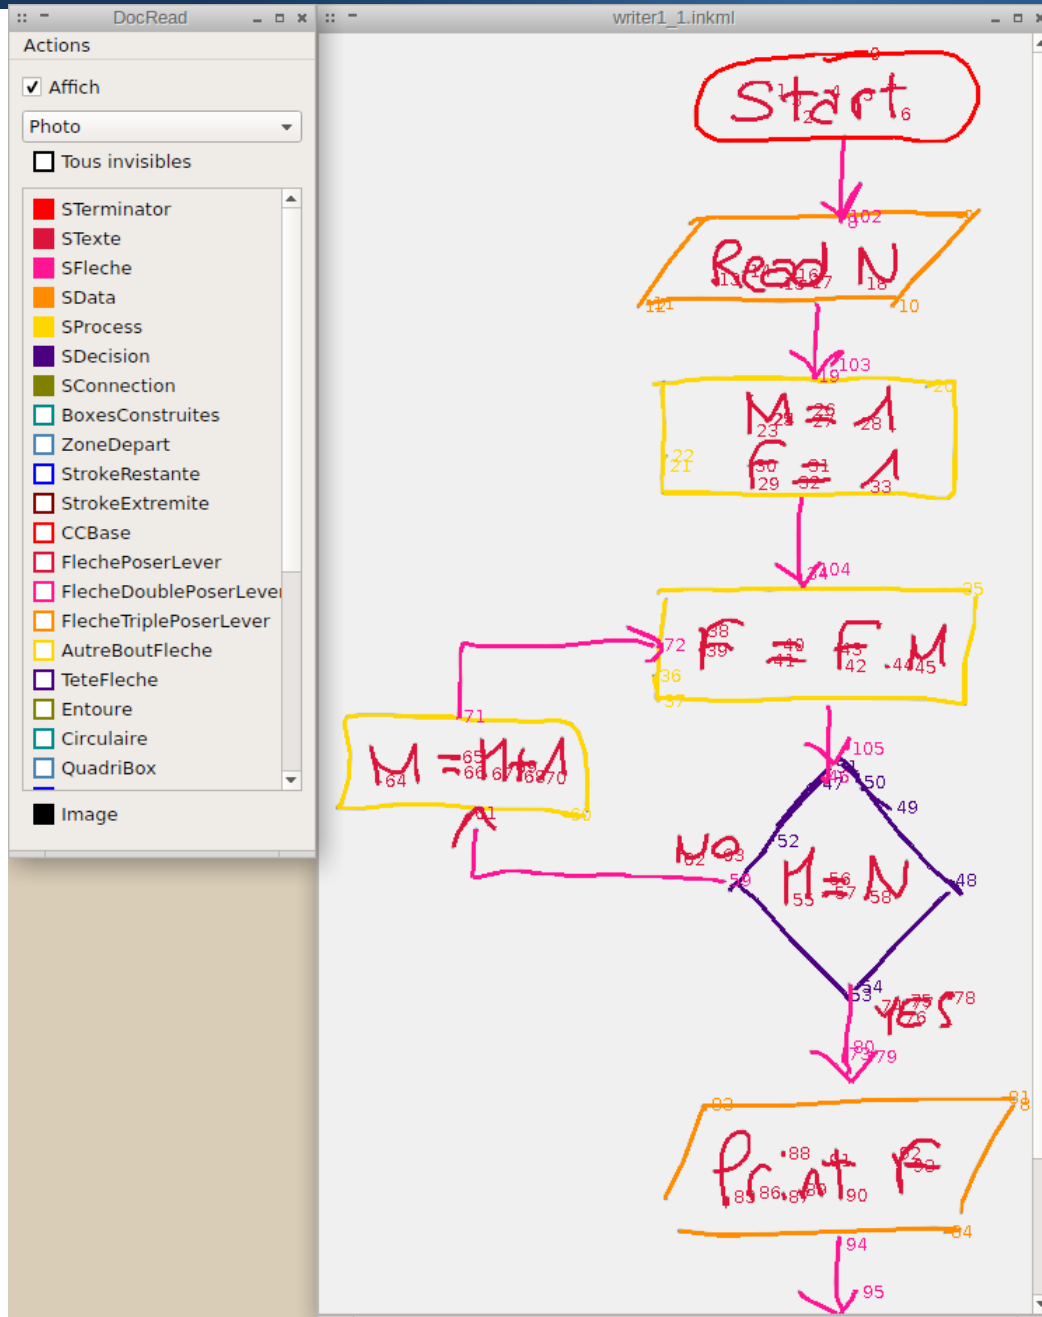 DocRead
writer1_1.inkml
Actions
Affich
Photo
Tous invisibles
STerminator
STexte
SFleche
SData
SProcess
SDecision
SConnection
BoxesConstruites
ZoneDepart
StrokeRestante
StrokeExtremite
CCBase
FlechePoserLever
FlecheDoublePoserLever
FlecheTriplePoserLever
AutreBoutFleche
TeteFleche
Entoure
Circulaire
QuadriBox
Image
Start
Read N
M = 1
F = 1
F = F . M
M = M+1
NO
M = N
YES
Print F